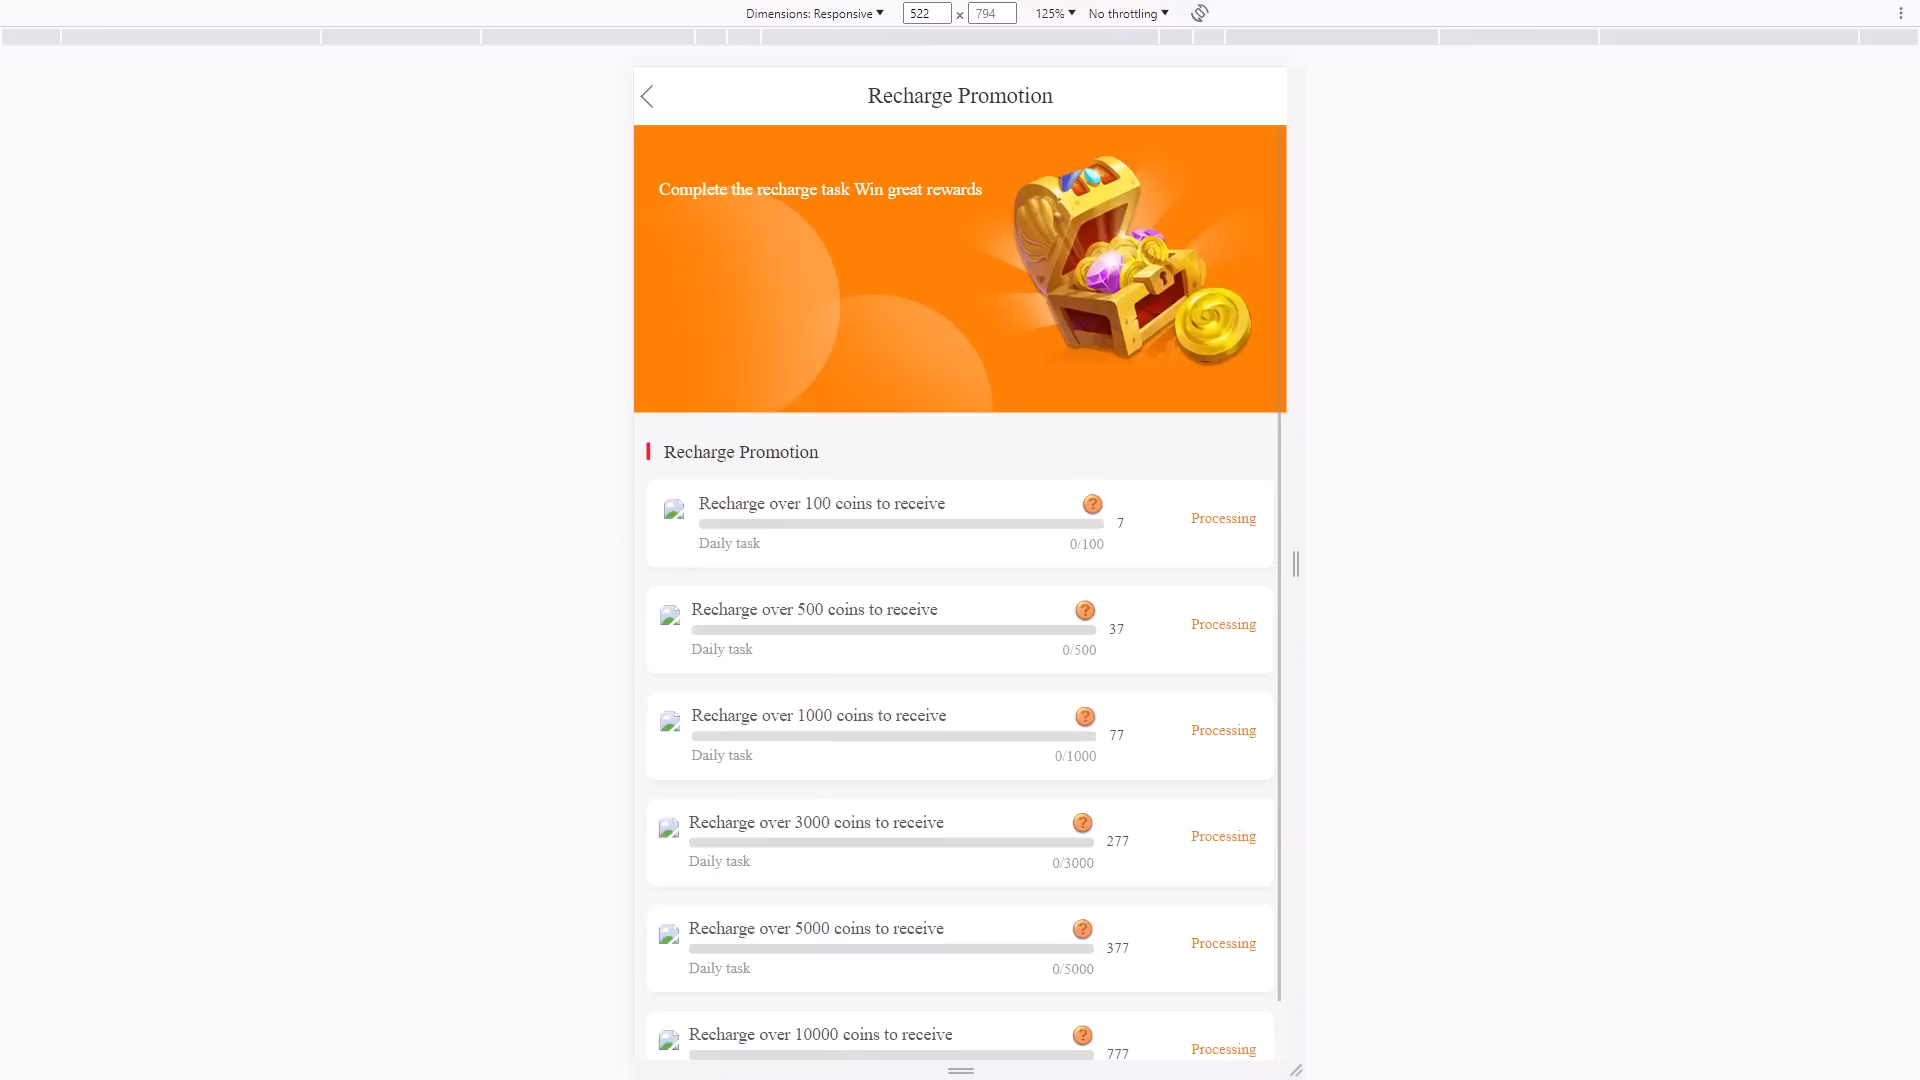 Dimensions: Responsive 522 x 794 125% No throttling
Recharge Promotion
Complete the recharge task Win great rewards
Recharge Promotion
Recharge over 100 coins to receive ?
7 Processing
Daily task 0/100
Recharge over 500 coins to receive ?
37 Processing
Daily task 0/500
Recharge over 1000 coins to receive ?
77 Processing
Daily task 0/1000
Recharge over 3000 coins to receive ?
277 Processing
Daily task 0/3000
Recharge over 5000 coins to receive ?
377 Processing
Daily task 0/5000
Recharge over 10000 coins to receive ?
777 Processing